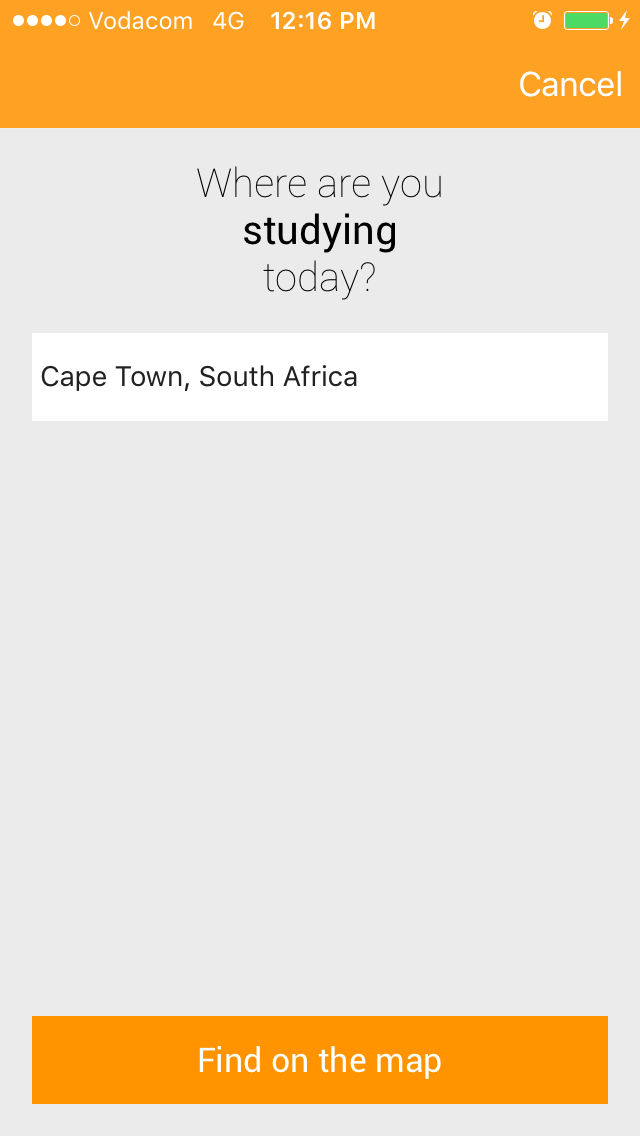 Vodacom 4G 12:16 PM
Cancel
Where are you
studying
today?
Cape Town, South Africa
Find on the map